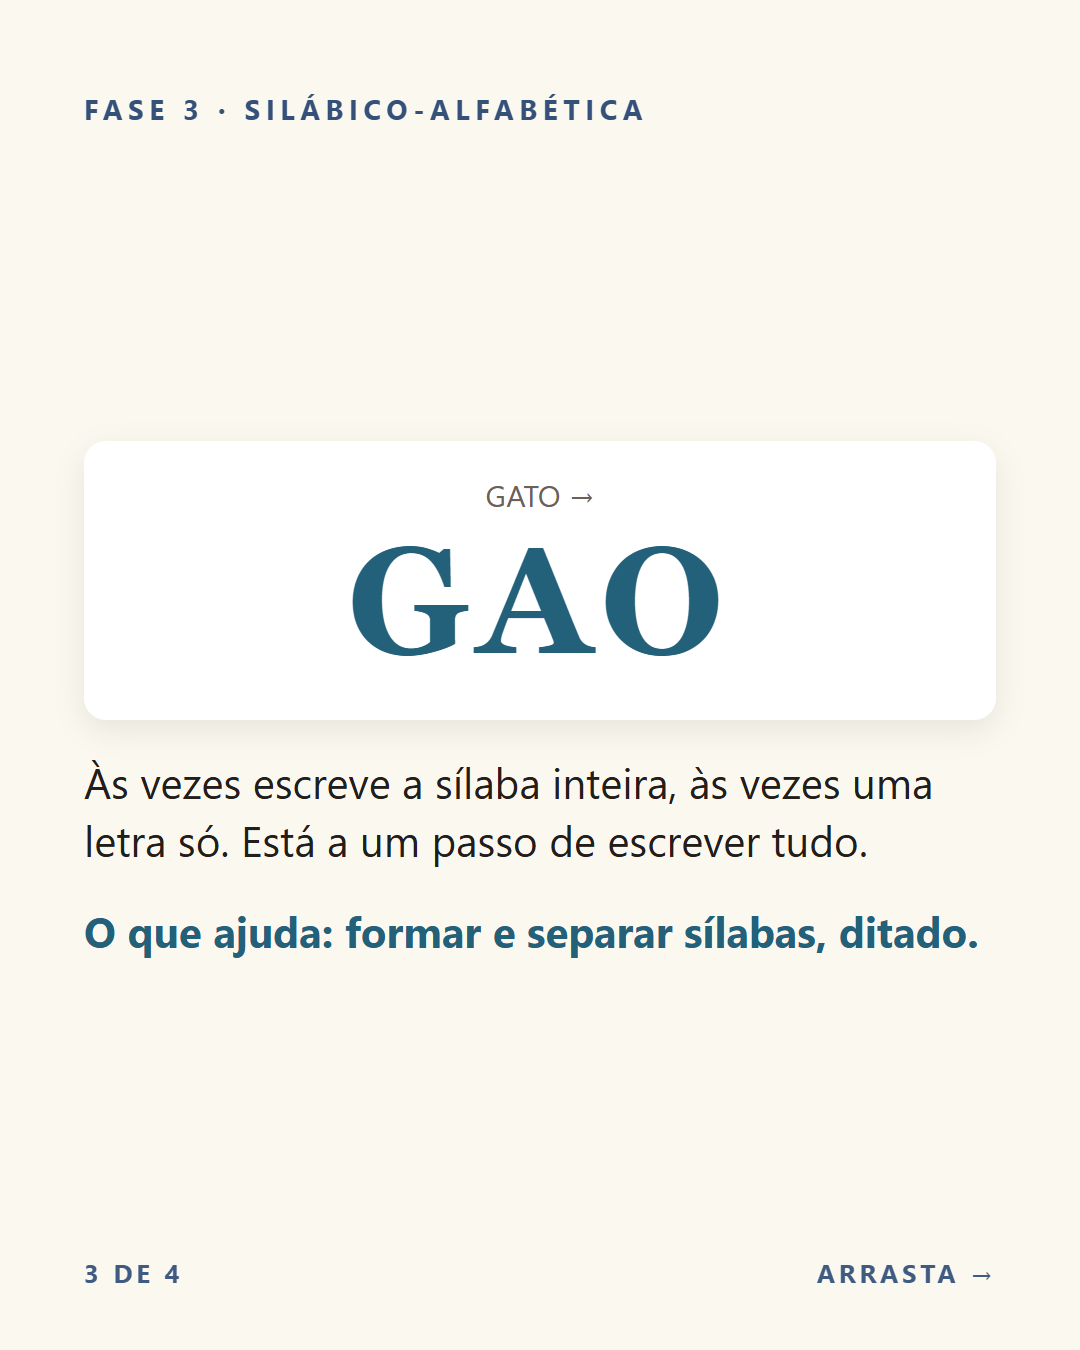 FASE 3 · SILÁBICO-ALFABÉTICA
GATO →
GAO
Às vezes escreve a sílaba inteira, às vezes uma
letra só. Está a um passo de escrever tudo.
O que ajuda: formar e separar sílabas, ditado.
3 DE 4
ARRASTA →